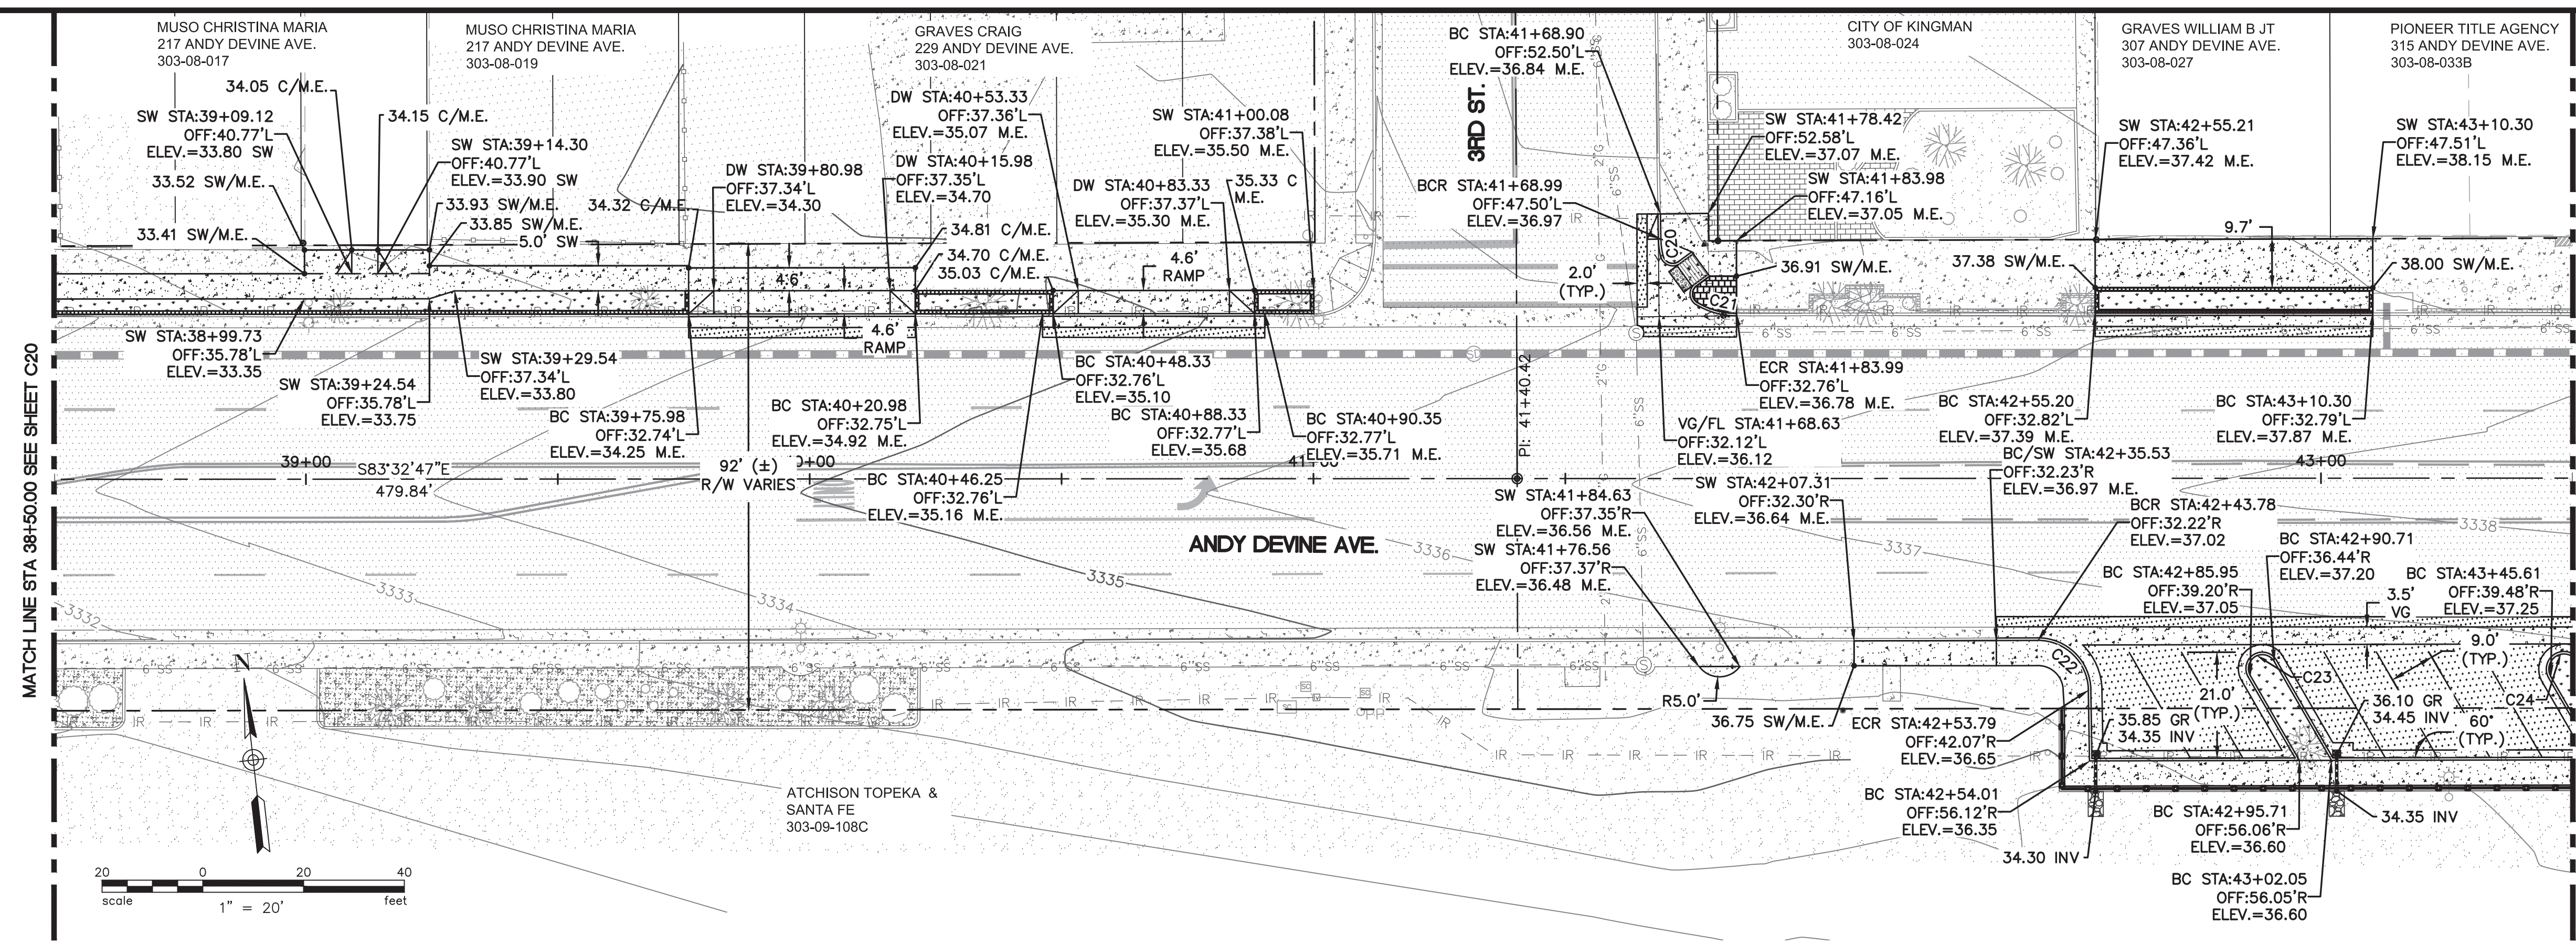 MUSO CHRISTINA MARIA
217 ANDY DEVINE AVE.
303-08-017
MUSO CHRISTINA MARIA
217 ANDY DEVINE AVE.
303-08-019
GRAVES CRAIG
229 ANDY DEVINE AVE.
303-08-021
CITY OF KINGMAN
303-08-024
GRAVES WILLIAM B JT
307 ANDY DEVINE AVE.
303-08-027
PIONEER TITLE AGENCY
315 ANDY DEVINE AVE.
303-08-033B
34.05 C/M.E.
SW STA:39+09.12
OFF:40.77'L
ELEV.=33.80 SW
33.52 SW/M.E.
33.41 SW/M.E.
34.15 C/M.E.
SW STA:39+14.30
OFF:40.77'L
ELEV.=33.90 SW
33.93 SW/M.E.
33.85 SW/M.E.
5.0' SW
34.32 C/M.E.
DW STA:39+80.98
OFF:37.34'L
ELEV.=34.30
DW STA:40+53.33
OFF:37.36'L
ELEV.=35.07 M.E.
DW STA:40+15.98
OFF:37.35'L
ELEV.=34.70
34.81 C/M.E.
34.70 C/M.E.
35.03 C/M.E.
4.6'
SW STA:41+00.08
OFF:37.38'L
ELEV.=35.50 M.E.
DW STA:40+83.33
OFF:37.37'L
ELEV.=35.30 M.E.
35.33 C
M.E.
4.6'
RAMP
4.6'
RAMP
BC STA:41+68.90
OFF:52.50'L
ELEV.=36.84 M.E.
3RD ST.
BCR STA:41+68.99
OFF:47.50'L
ELEV.=36.97
2.0'
(TYP.)
C20
C21
SW STA:41+78.42
OFF:52.58'L
ELEV.=37.07 M.E.
SW STA:41+83.98
OFF:47.16'L
ELEV.=37.05 M.E.
36.91 SW/M.E.
SW STA:42+55.21
OFF:47.36'L
ELEV.=37.42 M.E.
37.38 SW/M.E.
SW STA:43+10.30
OFF:47.51'L
ELEV.=38.15 M.E.
9.7'
38.00 SW/M.E.
MATCH LINE STA 38+50.00 SEE SHEET C20
SW STA:38+99.73
OFF:35.78'L
ELEV.=33.35
SW STA:39+24.54
OFF:35.78'L
ELEV.=33.75
SW STA:39+29.54
OFF:37.34'L
ELEV.=33.80
BC STA:39+75.98
OFF:32.74'L
ELEV.=34.25 M.E.
BC STA:40+20.98
OFF:32.75'L
ELEV.=34.92 M.E.
BC STA:40+46.25
OFF:32.76'L
ELEV.=35.16 M.E.
BC STA:40+48.33
OFF:32.76'L
ELEV.=35.10
BC STA:40+88.33
OFF:32.77'L
ELEV.=35.68
BC STA:40+90.35
OFF:32.77'L
ELEV.=35.71 M.E.
PI: 41+40.42
ECR STA:41+83.99
OFF:32.76'L
ELEV.=36.78 M.E.
VG/FL STA:41+68.63
OFF:32.12'L
ELEV.=36.12
BC STA:42+55.20
OFF:32.82'L
ELEV.=37.39 M.E.
BC STA:43+10.30
OFF:32.79'L
ELEV.=37.87 M.E.
39+00
S83°32'47"E
479.84'
92' (±)
R/W VARIES
0+00
43+00
SW STA:41+84.63
OFF:37.35'R
ELEV.=36.56 M.E.
SW STA:41+76.56
OFF:37.37'R
ELEV.=36.48 M.E.
SW STA:42+07.31
OFF:32.30'R
ELEV.=36.64 M.E.
BC/SW STA:42+35.53
OFF:32.23'R
ELEV.=36.97 M.E.
BCR STA:42+43.78
OFF:32.22'R
ELEV.=37.02
BC STA:42+90.71
OFF:36.44'R
ELEV.=37.20
BC STA:42+85.95
OFF:39.20'R
ELEV.=37.05
BC STA:43+45.61
OFF:39.48'R
ELEV.=37.25
3.5'
VG
9.0'
(TYP.)
ANDY DEVINE AVE.
3332
3333
3334
3335
3336
3337
3338
6"SS
2"G
IR
N
R5.0'
36.75 SW/M.E.
C22
C23
C24
21.0'
(TYP.)
35.85 GR
34.35 INV
36.10 GR
34.45 INV
60°
(TYP.)
ECR STA:42+53.79
OFF:42.07'R
ELEV.=36.65
BC STA:42+54.01
OFF:56.12'R
ELEV.=36.35
34.30 INV
BC STA:42+95.71
OFF:56.06'R
ELEV.=36.60
34.35 INV
BC STA:43+02.05
OFF:56.05'R
ELEV.=36.60
ATCHISON TOPEKA &
SANTA FE
303-09-108C
20 0 20 40
scale feet
1" = 20'